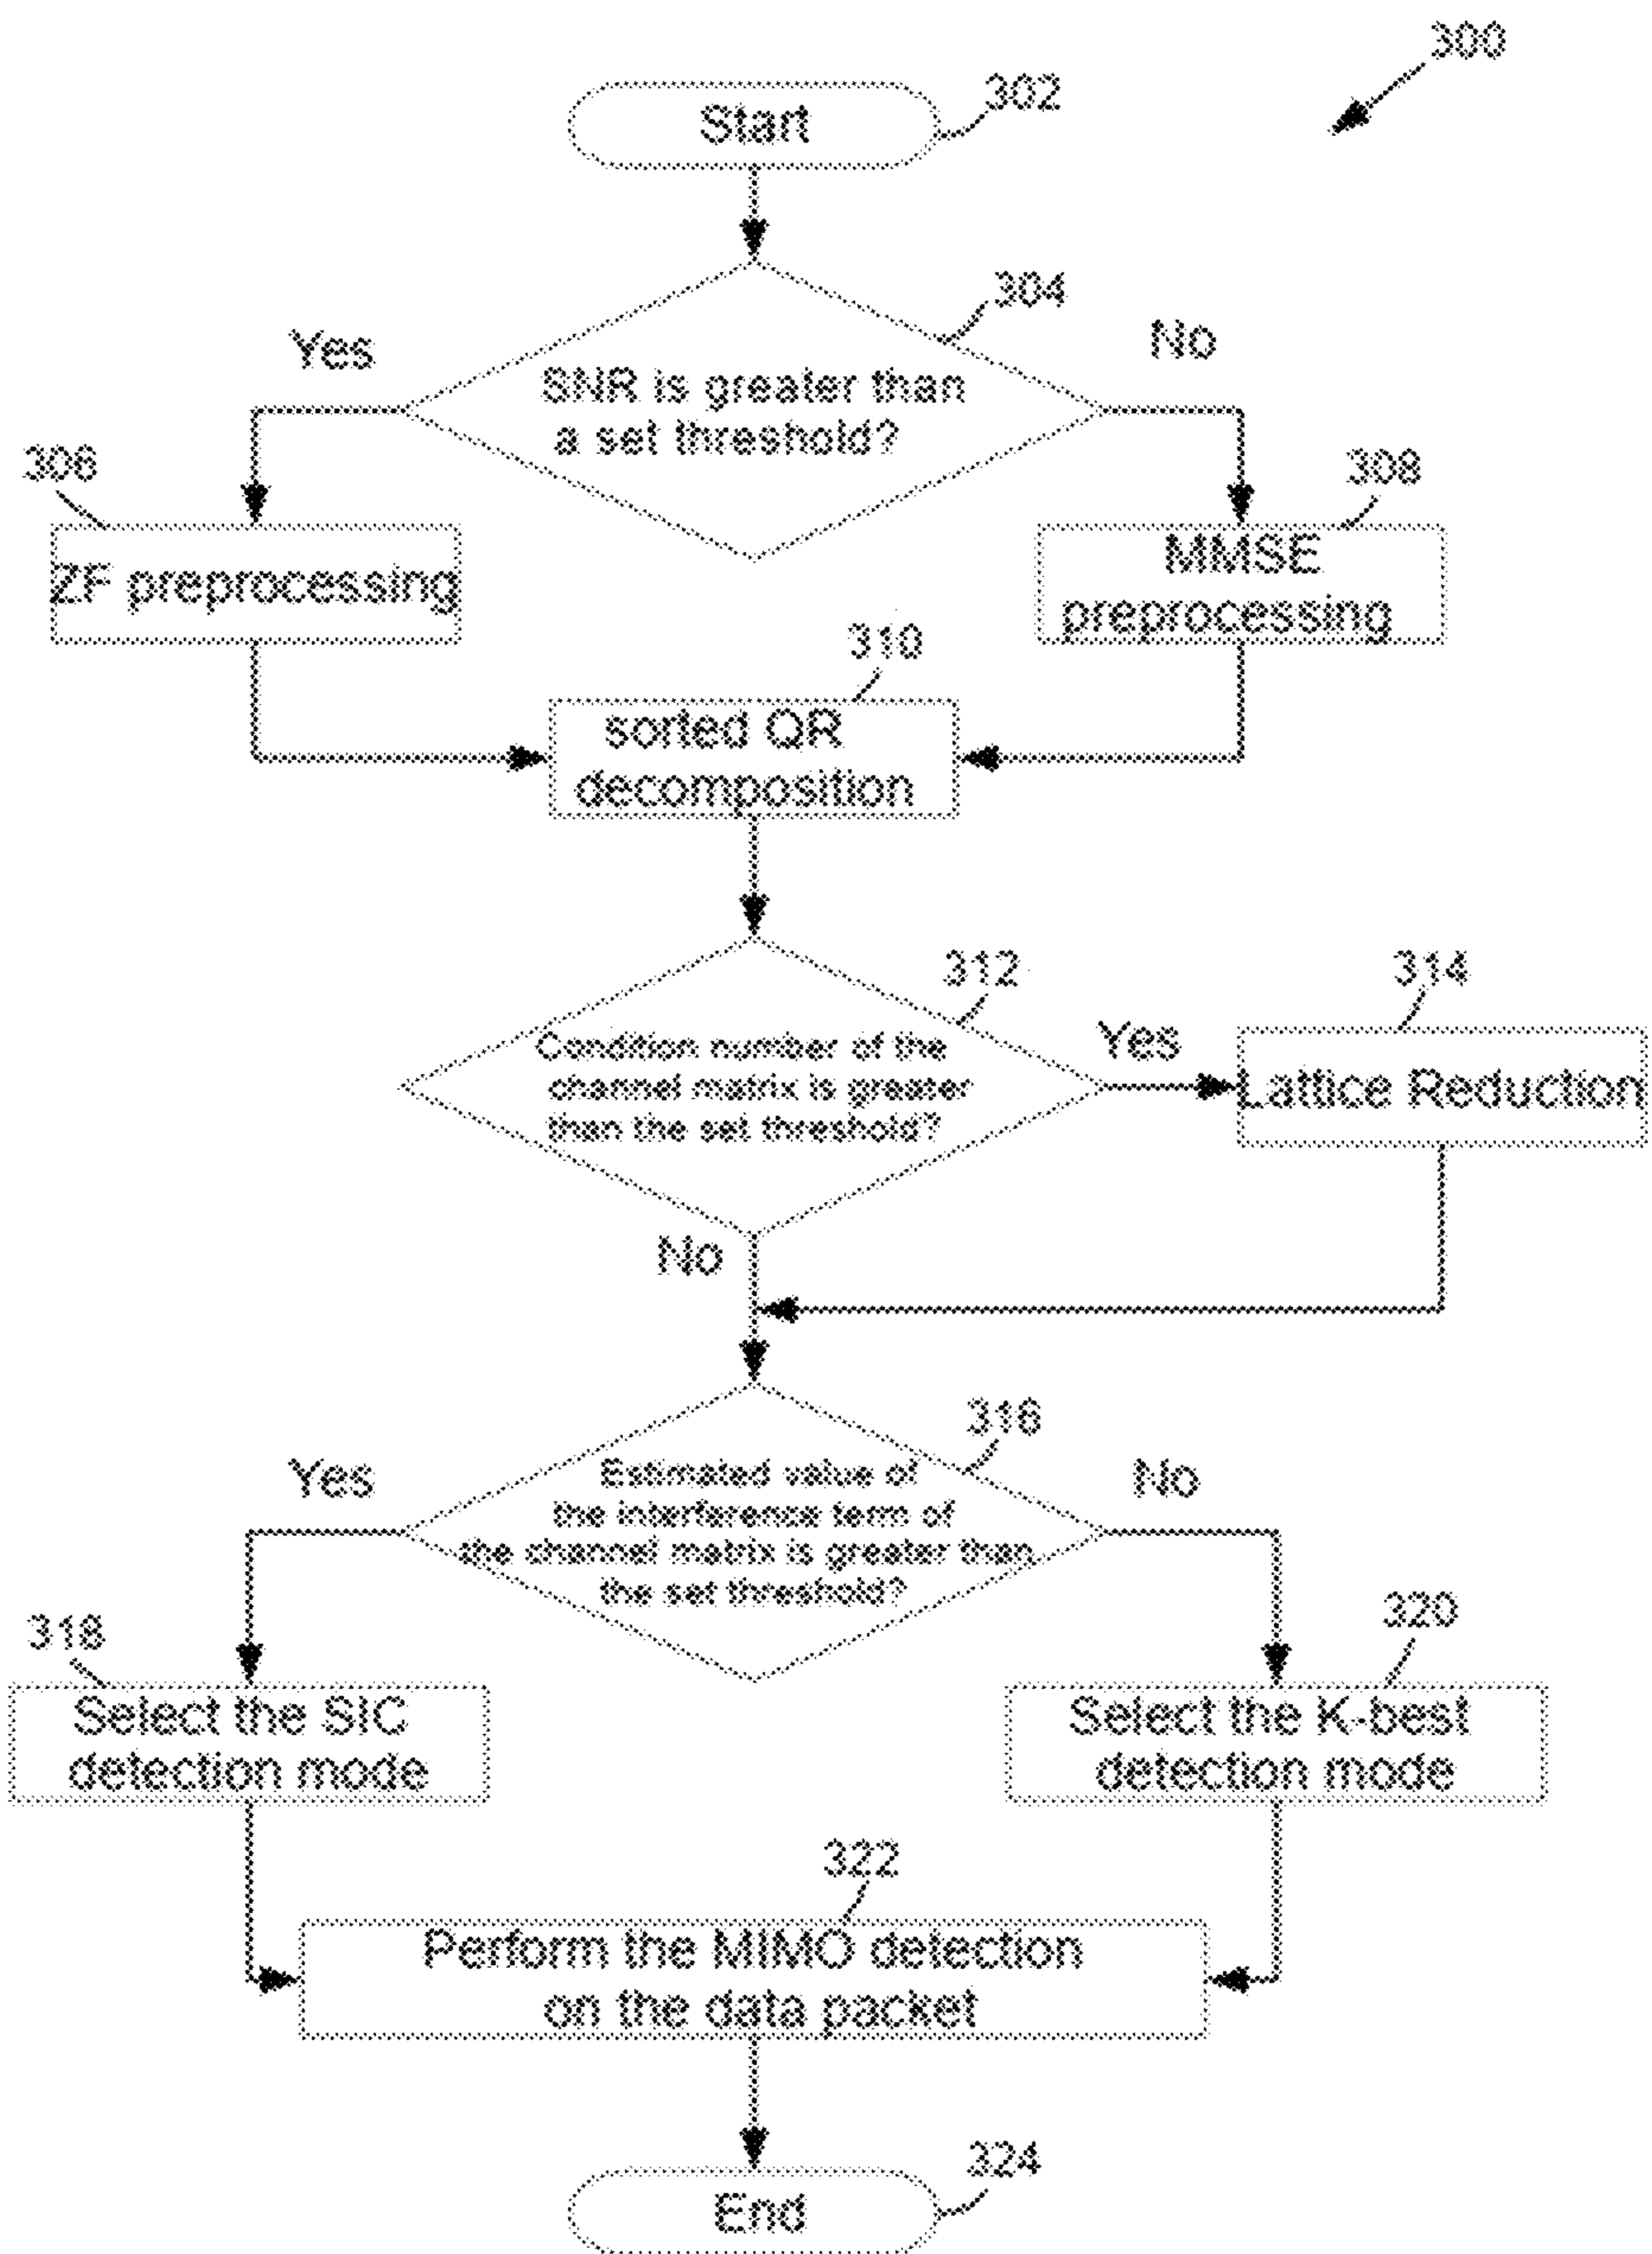 300
Start
302
304
Yes
No
SNR is greater than
a set threshold?
306
308
ZF preprocessing
MMSE
preprocessing
310
sorted QR
decomposition
312
314
Condition number of the
channel matrix is greater
than the set threshold?
Yes
Lattice Reduction
No
316
Yes
No
Estimated value of
the interference term of
the channel matrix is greater than
the set threshold?
318
320
Select the SIC
detection mode
Select the K-best
detection mode
322
Perform the MIMO detection
on the data packet
324
End